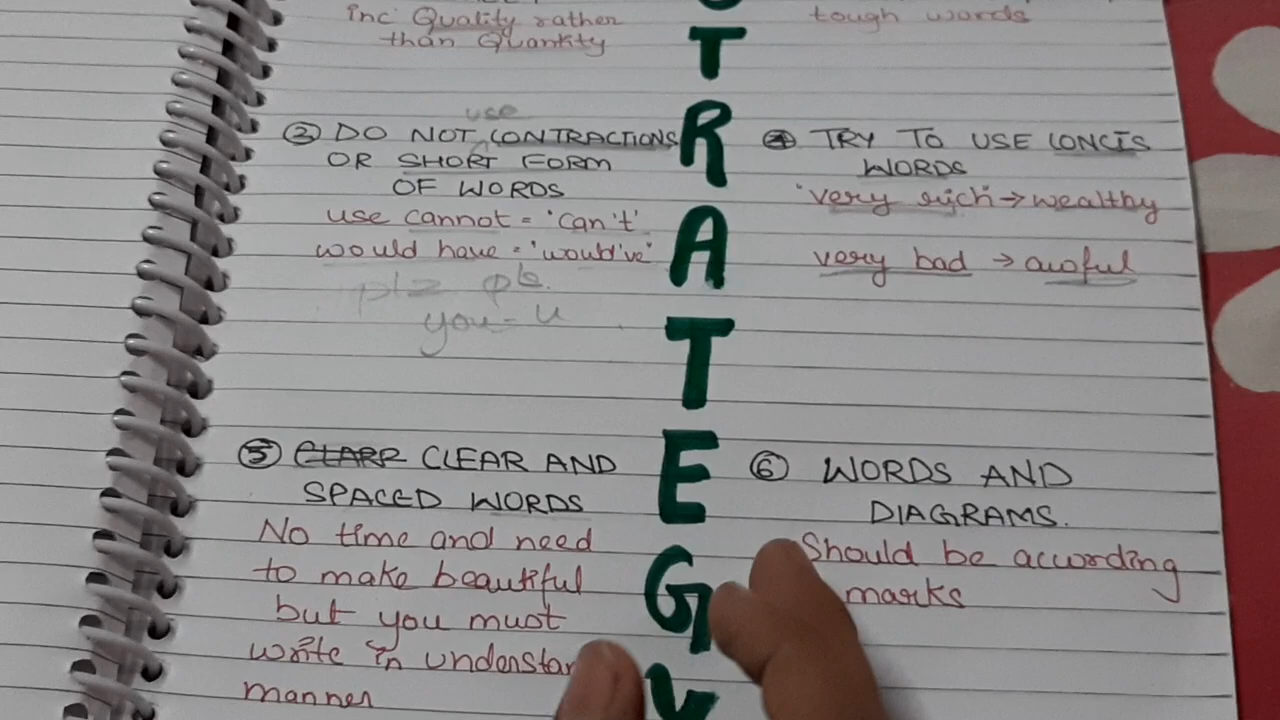 inc Quality rather
than Quantity
tough words
T
R
A
T
E
G
Y
use
③ DO NOT CONTRACTIONS
OR SHORT FORM
OF WORDS
use cannot = 'can't'
would have = 'would've'
plz
you - u
④ TRY TO USE CONCIS
WORDS
'very rich → wealthy
very bad → awful
⑤ CLEAR AND
SPACED WORDS
No time and need
to make beautiful
but you must
write in understan
manner
⑥ WORDS AND
DIAGRAMS.
Should be according
marks